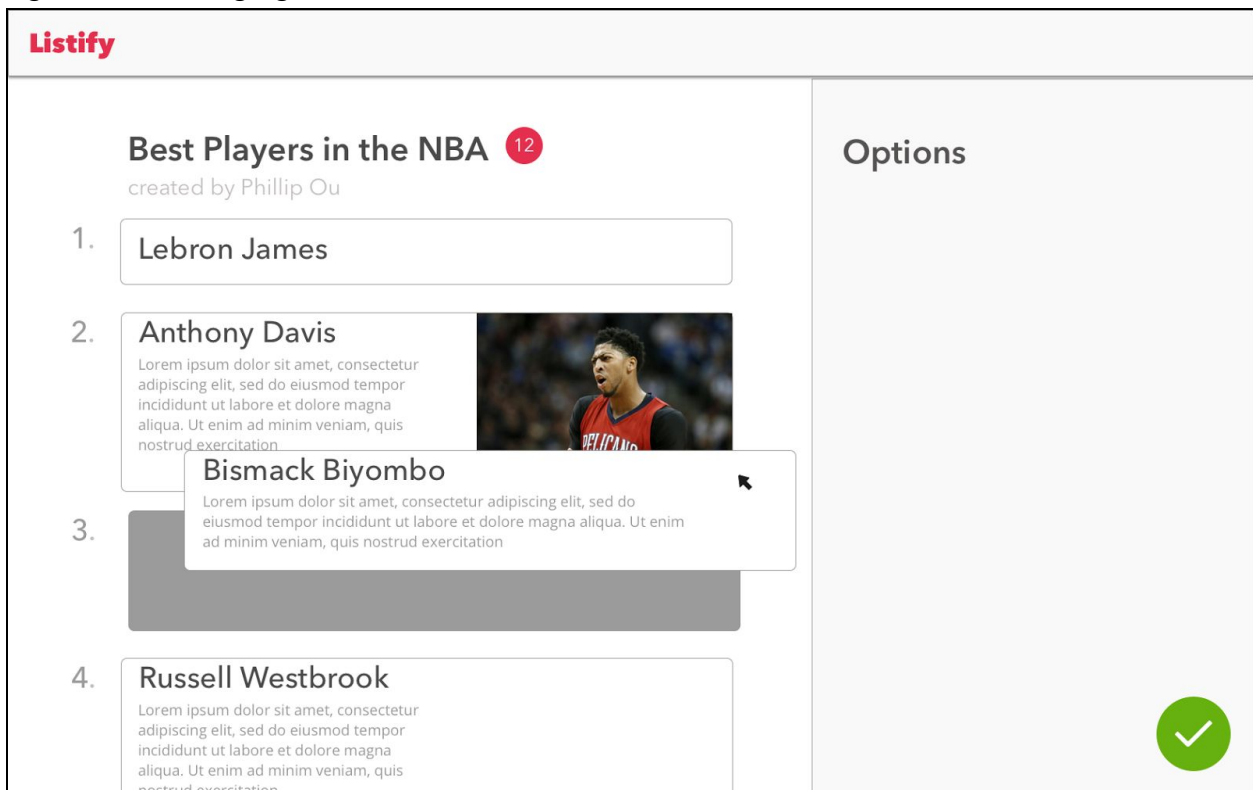 Listify
Best Players in the NBA 12
created by Phillip Ou
Options
1.
Lebron James
2.
Anthony Davis
Lorem ipsum dolor sit amet, consectetur
adipiscing elit, sed do eiusmod tempor
incididunt ut labore et dolore magna
aliqua. Ut enim ad minim veniam, quis
nostrud exercitation
PELICANS
Bismack Biyombo
Lorem ipsum dolor sit amet, consectetur adipiscing elit, sed do
eiusmod tempor incididunt ut labore et dolore magna aliqua. Ut enim
ad minim veniam, quis nostrud exercitation
3.
4.
Russell Westbrook
Lorem ipsum dolor sit amet, consectetur
adipiscing elit, sed do eiusmod tempor
incididunt ut labore et dolore magna
aliqua. Ut enim ad minim veniam, quis
nostrud exercitation